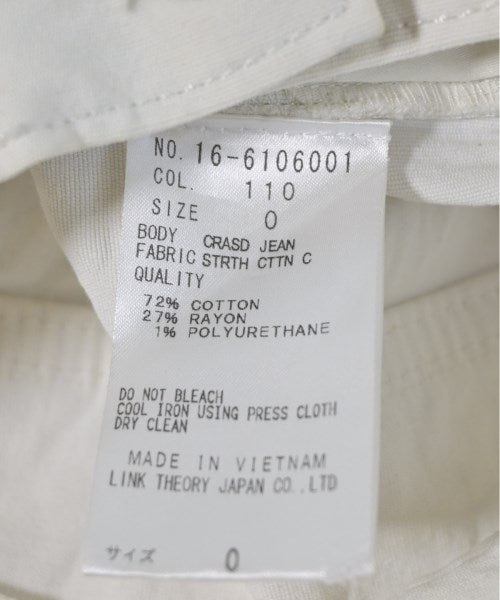 NO. 16-6106001
COL. 110
SIZE 0
BODY CRASD JEAN
FABRIC STRTH CTTN C
QUALITY
72% COTTON
27% RAYON
1% POLYURETHANE
DO NOT BLEACH
COOL IRON USING PRESS CLOTH
DRY CLEAN
MADE IN VIETNAM
LINK THEORY JAPAN CO.,LTD
サイズ 0